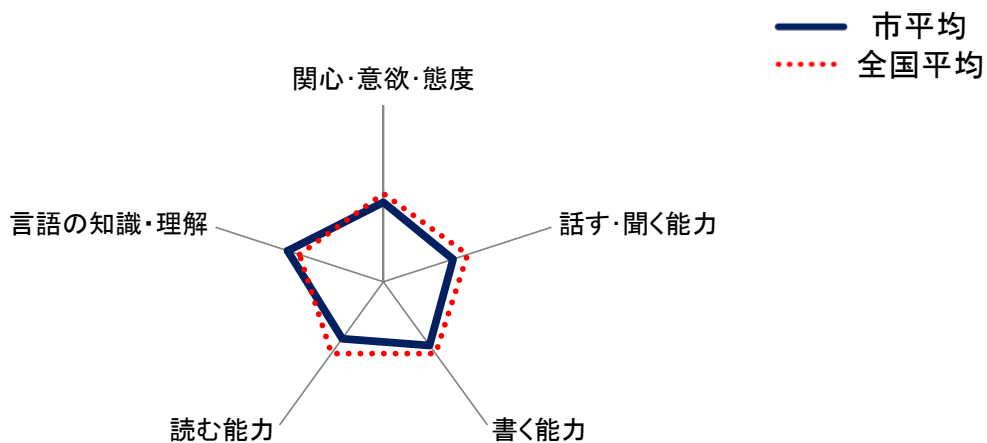 市平均
全国平均
関心・意欲・態度
言語の知識・理解
話す・聞く能力
読む能力
書く能力